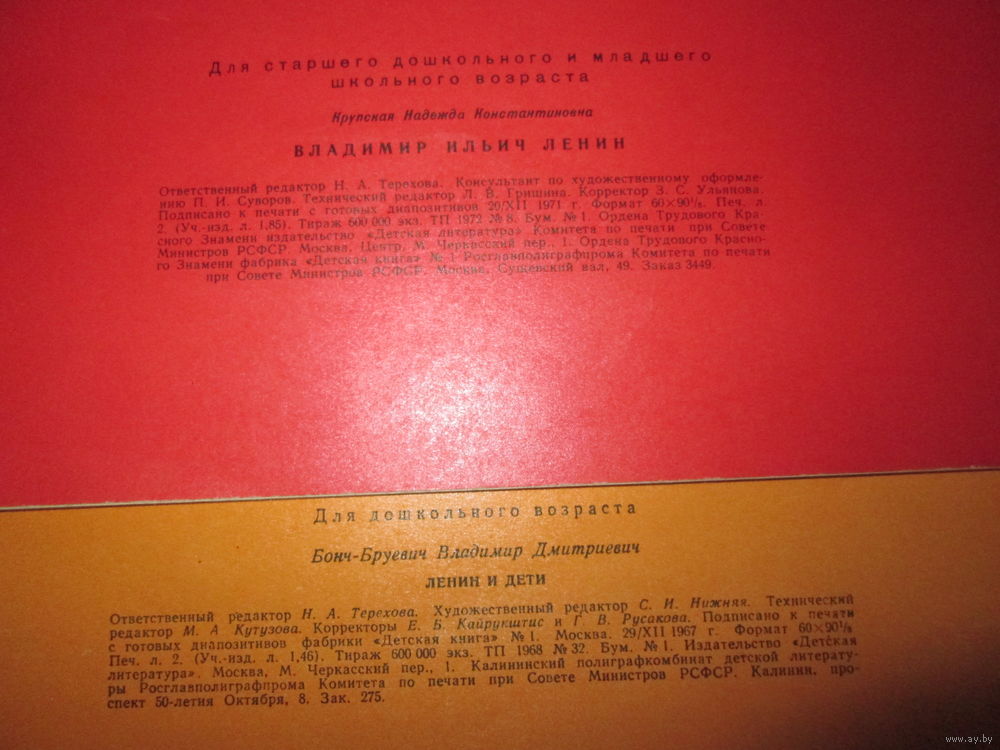 Для старшего дошкольного и младшего
школьного возраста
Крупская Надежда Константиновна
ВЛАДИМИР ИЛЬИЧ ЛЕНИН
Ответственный редактор Н. А. Терехова. Консультант по художественному оформле-
нию П. И. Суворов. Технический редактор Л. В. Гришина. Корректор З. С. Ульянова.
Подписано к печати с готовых диапозитивов 20/XII 1971 г. Формат 60×90⅛. Печ. л.
2. (Уч.-изд. л. 1,85). Тираж 600 000 экз. ТП 1972 № 8. Бум. № 1. Ордена Трудового Кра-
сного Знамени издательство «Детская литература» Комитета по печати при Совете
Министров РСФСР. Москва, Центр, М. Черкасский пер., 1. Ордена Трудового Красно-
го Знамени фабрика «Детская книга» № 1 Росглавполиграфпрома Комитета по печати
при Совете Министров РСФСР. Москва, Сущевский вал, 49. Заказ 3449.
Для дошкольного возраста
Бонч-Бруевич Владимир Дмитриевич
ЛЕНИН И ДЕТИ
Ответственный редактор Н. А. Терехова. Художественный редактор С. И. Нижняя. Технический
редактор М. А. Кутузова. Корректоры Е. Б. Кайрукштис и Г. В. Русакова. Подписано к печати
с готовых диапозитивов фабрики «Детская книга» № 1. Москва. 29/XII 1967 г. Формат 60×90⅛
Печ. л. 2. (Уч.-изд. л. 1,46). Тираж 600 000 экз. ТП 1968 № 32. Бум. № 1. Издательство «Детская
литература». Москва, М. Черкасский пер., 1. Калининский полиграфкомбинат детской литерату-
ры Росглавполиграфпрома Комитета по печати при Совете Министров РСФСР. Калинин, про-
спект 50-летия Октября, 8. Зак. 275.
www.ay.by